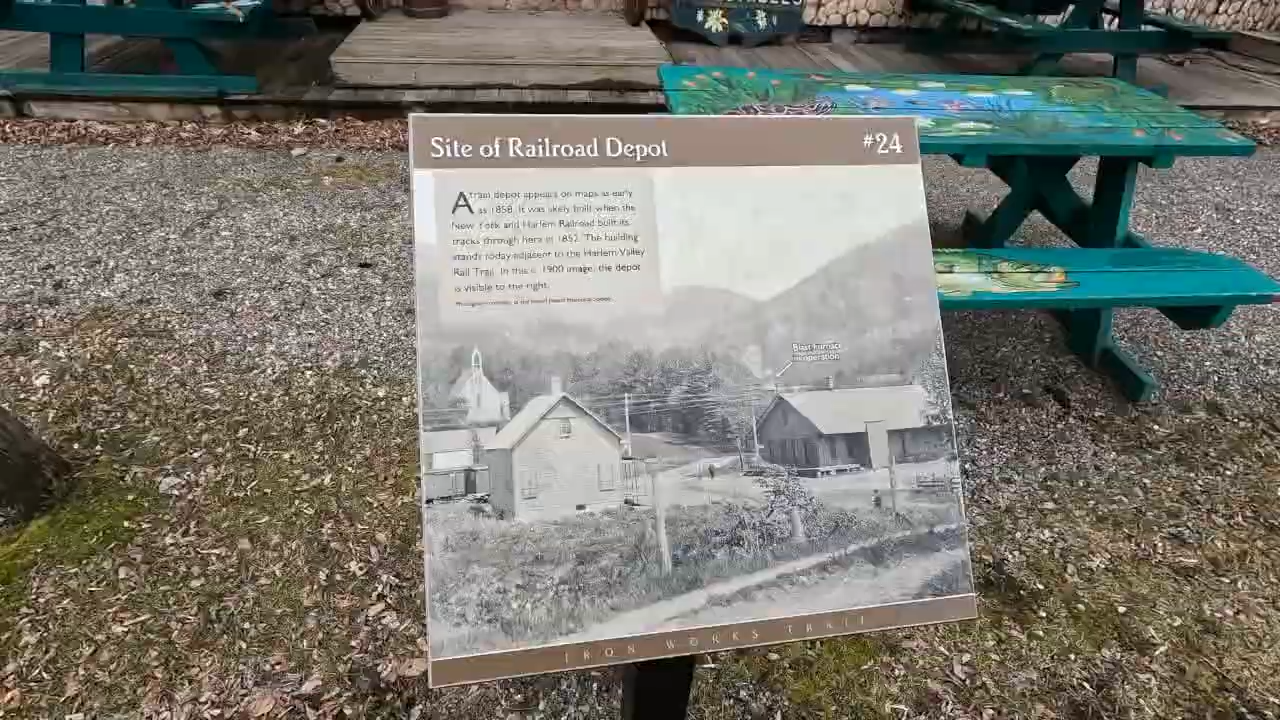 Site of Railroad Depot #24
A train depot appears on maps as early
as 1858. It was likely built when the
New York and Harlem Railroad built its
tracks through here in 1852. The building
stands today adjacent to the Harlem Valley
Rail Trail. In this c. 1900 image, the depot
is visible to the right.
Blast furnace
in operation
IRON WORKS TRAIL